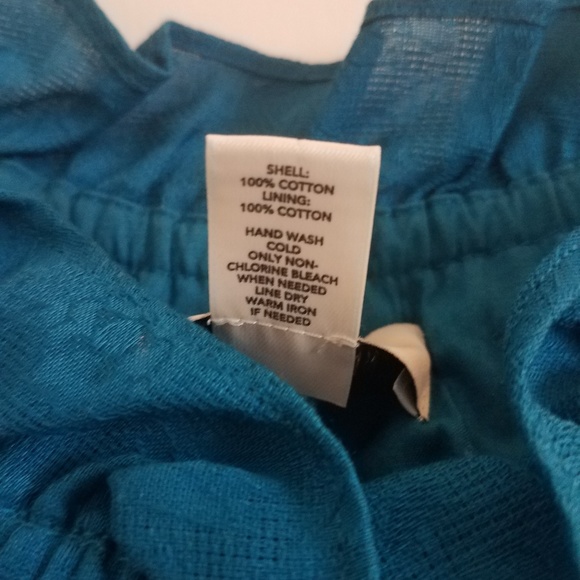 SHELL:
100% COTTON
LINING:
100% COTTON
HAND WASH
COLD
ONLY NON-
CHLORINE BLEACH
WHEN NEEDED
LINE DRY
WARM IRON
IF NEEDED